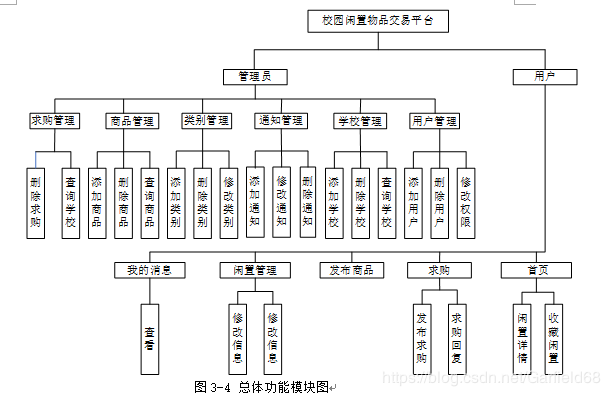 校园闲置物品交易平台
管理员
用户
求购管理
商品管理
类别管理
通知管理
学校管理
用户管理
删除求购
查询学校
添加商品
删除商品
查询商品
添加类别
删除类别
修改类别
添加通知
修改通知
删除通知
添加学校
删除学校
查询学校
添加用户
删除用户
修改权限
我的消息
闲置管理
发布商品
求购
首页
查看
修改信息
修改信息
发布求购
求购回复
闲置详情
收藏闲置
图 3-4 总体功能模块图
https://blog.csdn.net/Garfield68